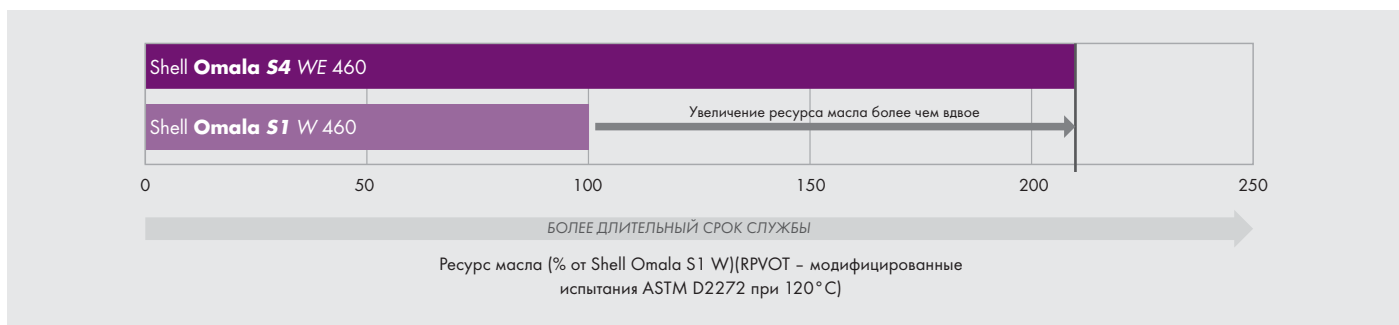 Shell Omala S4 WE 460
Shell Omala S1 W 460
Увеличение ресурса масла более чем вдвое
0 50 100 150 200 250
БОЛЕЕ ДЛИТЕЛЬНЫЙ СРОК СЛУЖБЫ
Ресурс масла (% от Shell Omala S1 W)(RPVOT – модифицированные
испытания ASTM D2272 при 120°C)